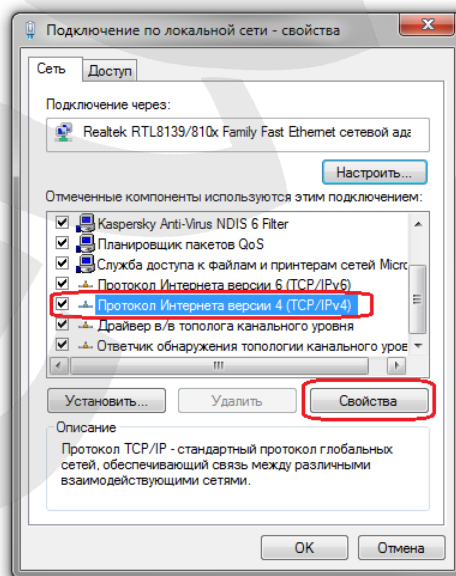 Подключение по локальной сети - свойства
Сеть
Доступ
Подключение через:
Realtek RTL8139/810x Family Fast Ethernet сетевой ада
Настроить...
Отмеченные компоненты используются этим подключением:
Kaspersky Anti-Virus NDIS 6 Filter
Планировщик пакетов QoS
Служба доступа к файлам и принтерам сетей Micro
Протокол Интернета версии 6 (TCP/IPv6)
Протокол Интернета версии 4 (TCP/IPv4)
Драйвер в/в тополога канального уровня
Ответчик обнаружения топологии канального уров
Установить...
Удалить
Свойства
Описание
Протокол TCP/IP - стандартный протокол глобальных
сетей, обеспечивающий связь между различными
взаимодействующими сетями.
OK
Отмена